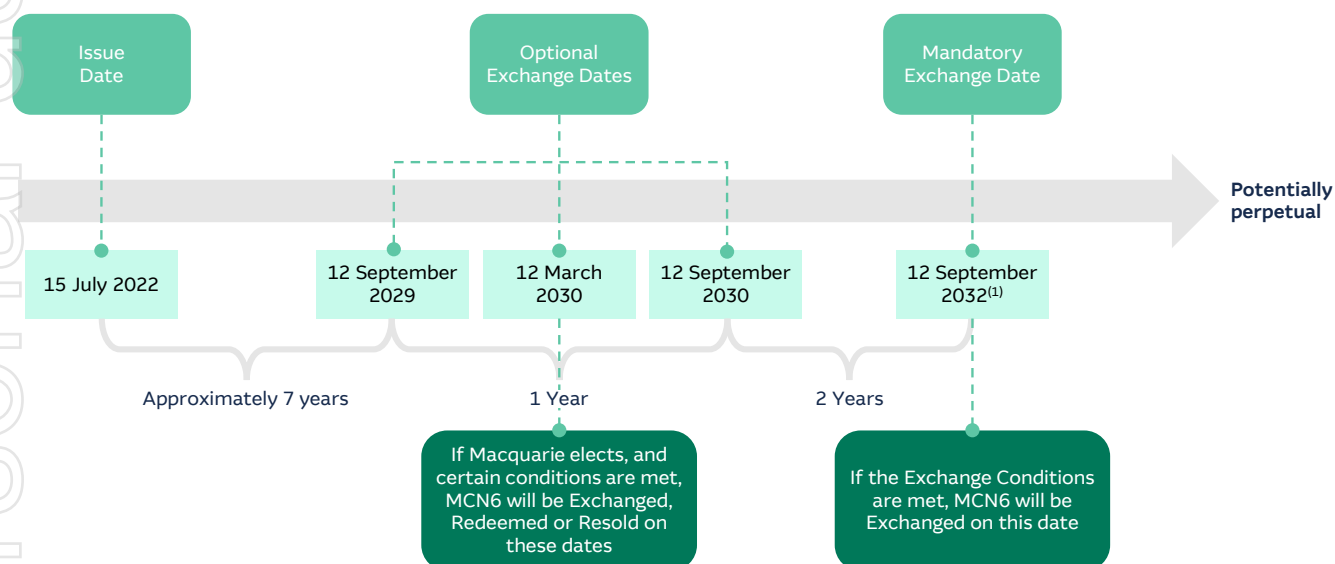 Issue
Date
Optional
Exchange Dates
Mandatory
Exchange Date
Potentially
perpetual
15 July 2022
12 September
2029
12 March
2030
12 September
2030
12 September
2032(1)
Approximately 7 years
1 Year
2 Years
If Macquarie elects, and
certain conditions are met,
MCN6 will be Exchanged,
Redeemed or Resold on
these dates
If the Exchange Conditions
are met, MCN6 will be
Exchanged on this date